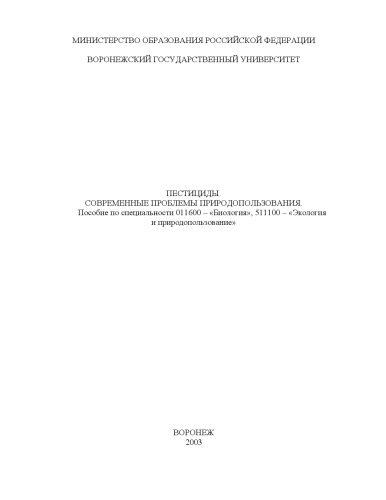 МИНИСТЕРСТВО ОБРАЗОВАНИЯ РОССИЙСКОЙ ФЕДЕРАЦИИ
ВОРОНЕЖСКИЙ ГОСУДАРСТВЕННЫЙ УНИВЕРСИТЕТ
ПЕСТИЦИДЫ.
СОВРЕМЕННЫЕ ПРОБЛЕМЫ ПРИРОДОПОЛЬЗОВАНИЯ.
Пособие по специальности 011600 – «Биология», 511100 – «Экология
и природопользование»
ВОРОНЕЖ
2003